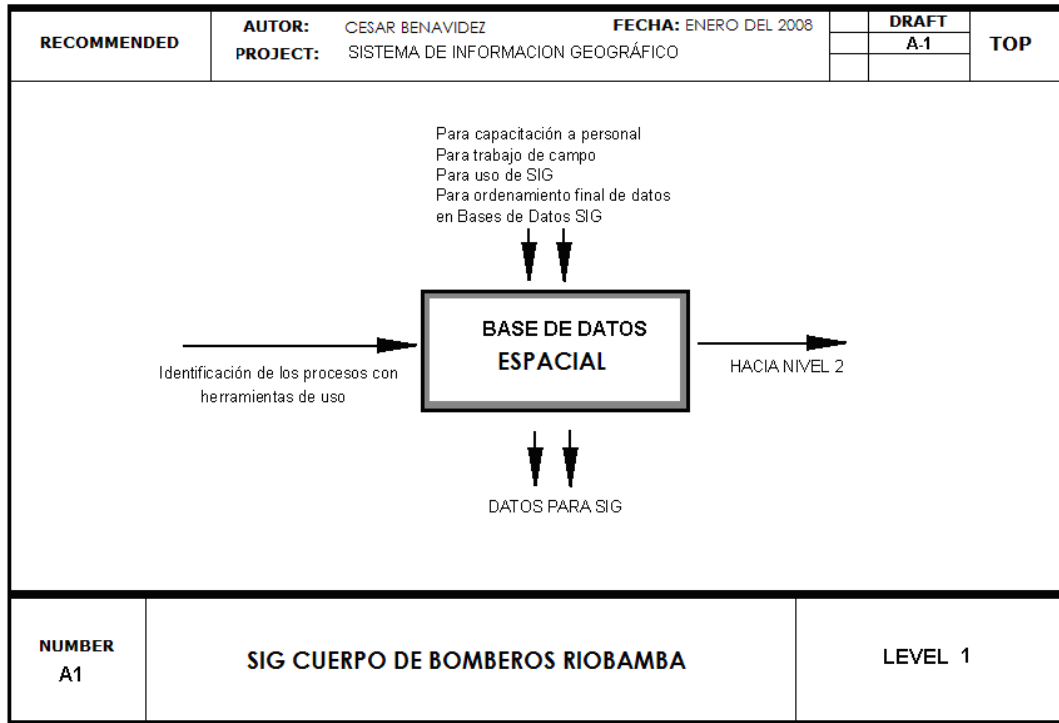 RECOMMENDED
AUTOR: CESAR BENAVIDEZ FECHA: ENERO DEL 2008
PROJECT: SISTEMA DE INFORMACION GEOGRÁFICO
DRAFT
A-1
TOP
Para capacitación a personal
Para trabajo de campo
Para uso de SIG
Para ordenamiento final de datos
en Bases de Datos SIG
BASE DE DATOS
ESPACIAL
Identificación de los procesos con
herramientas de uso
HACIA NIVEL 2
DATOS PARA SIG
NUMBER
A1
SIG CUERPO DE BOMBEROS RIOBAMBA
LEVEL 1